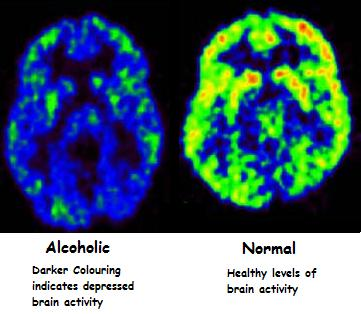 Alcoholic
Darker Colouring
indicates depressed
brain activity
Normal
Healthy levels of
brain activity